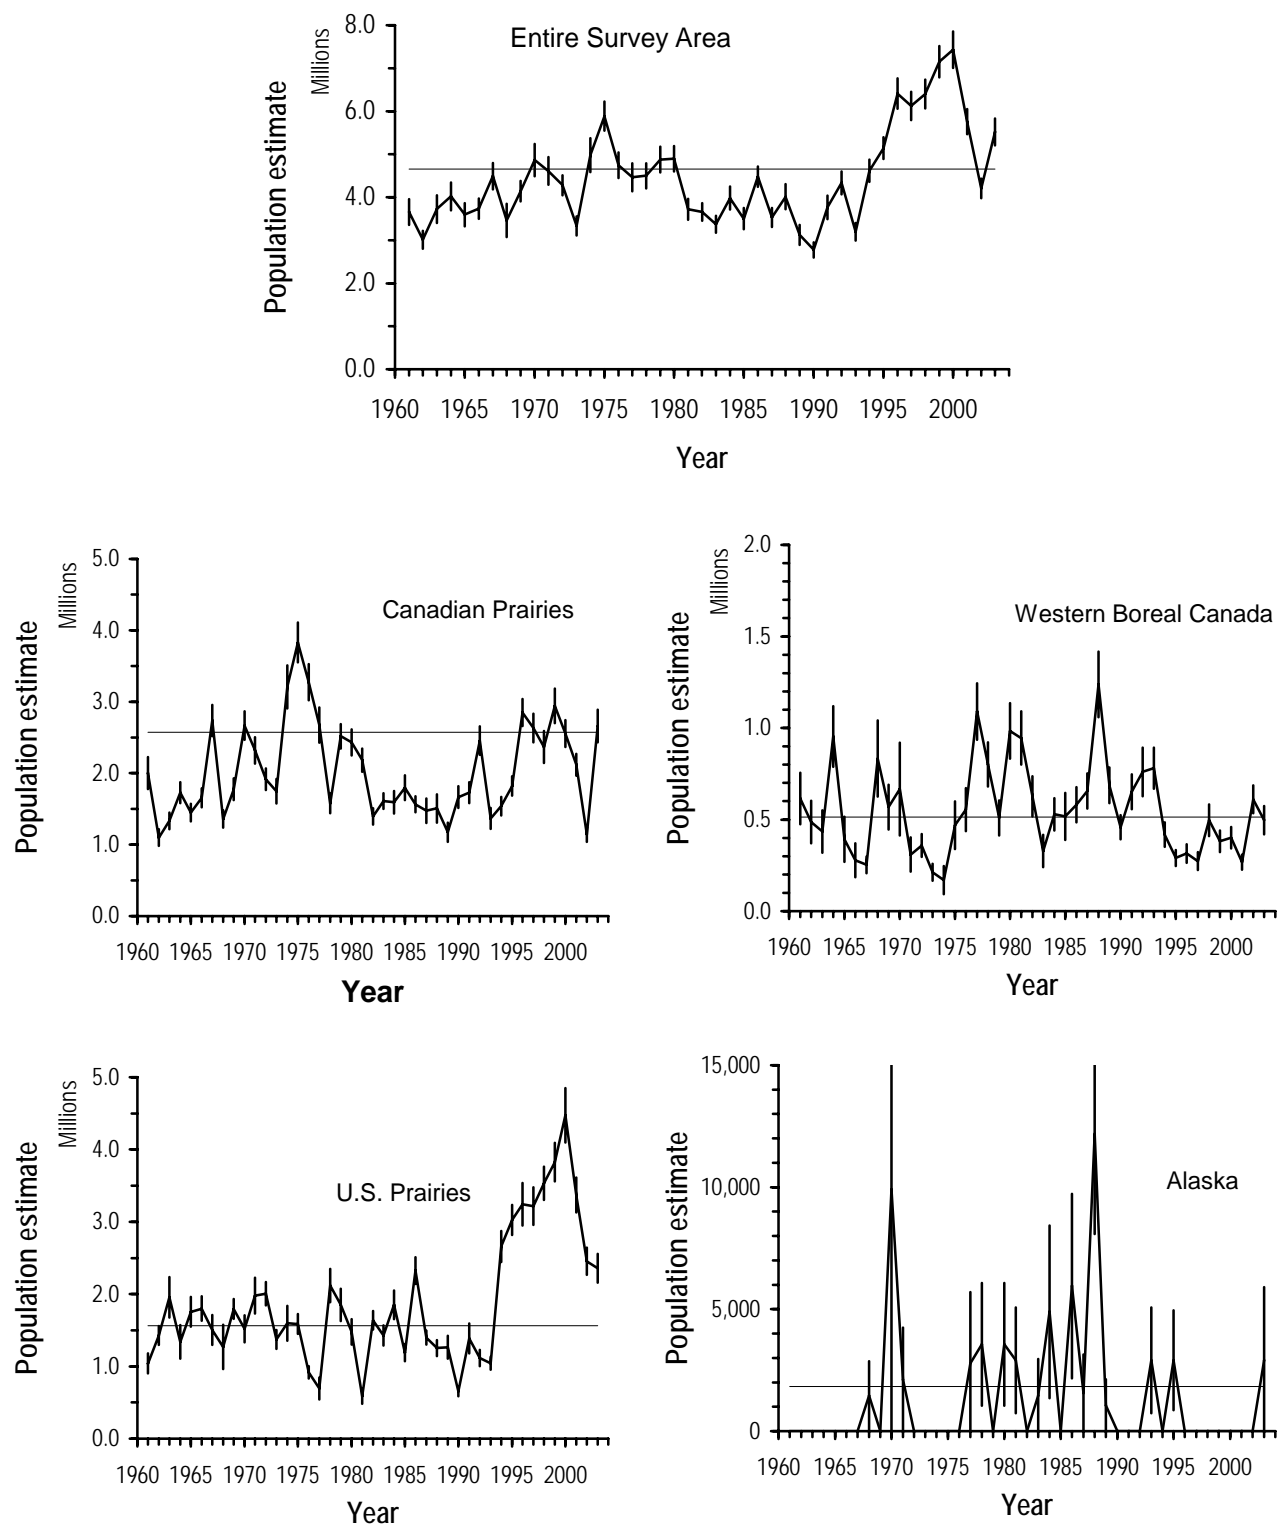 Entire Survey Area
Millions
Population estimate
8.0
6.0
4.0
2.0
0.0
1960 1965 1970 1975 1980 1985 1990 1995 2000
Year
Canadian Prairies
Millions
Population estimate
5.0
4.0
3.0
2.0
1.0
0.0
1960 1965 1970 1975 1980 1985 1990 1995 2000
Year
Western Boreal Canada
Millions
Population estimate
2.0
1.5
1.0
0.5
0.0
1960 1965 1970 1975 1980 1985 1990 1995 2000
Year
U.S. Prairies
Millions
Population estimate
5.0
4.0
3.0
2.0
1.0
0.0
1960 1965 1970 1975 1980 1985 1990 1995 2000
Year
Alaska
Population estimate
15,000
10,000
5,000
0
1960 1965 1970 1975 1980 1985 1990 1995 2000
Year